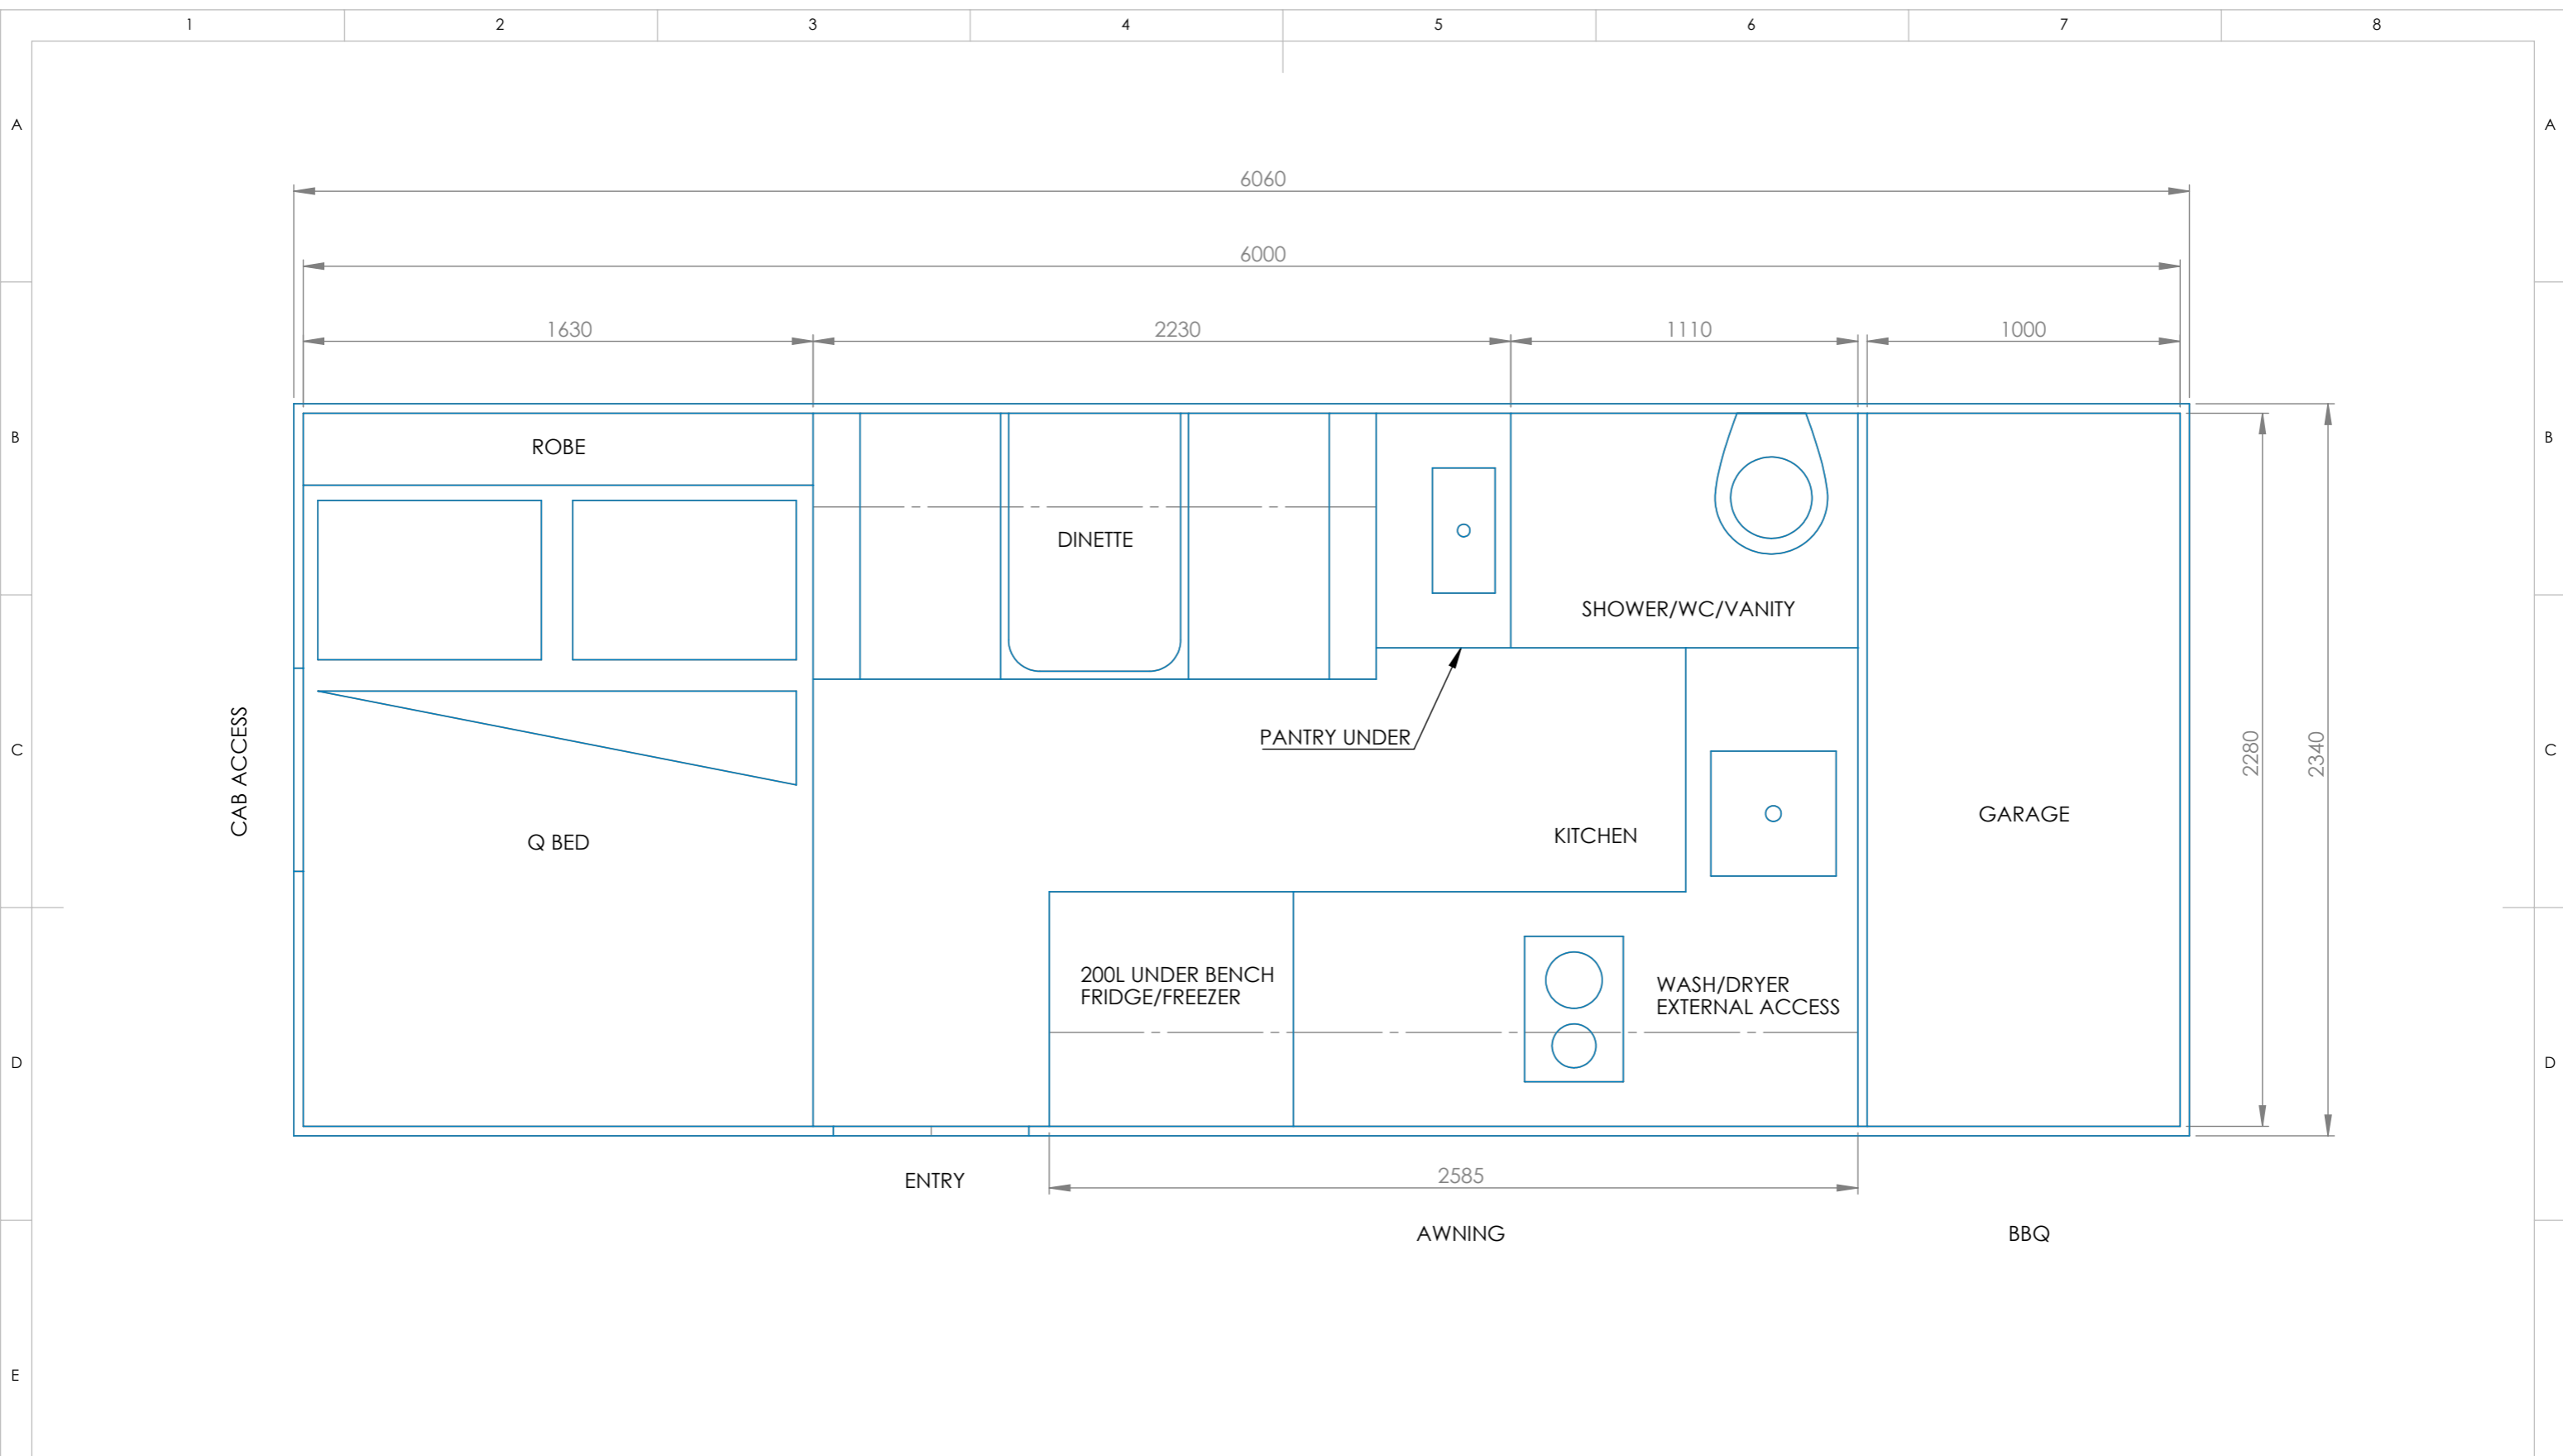 1 2 3 4 5 6 7 8
A A
6060
6000
1630 2230 1110 1000
B B
ROBE
DINETTE
SHOWER/WC/VANITY
PANTRY UNDER
CAB ACCESS
C C
2280
2340
Q BED
KITCHEN
GARAGE
200L UNDER BENCH
FRIDGE/FREEZER
WASH/DRYER
EXTERNAL ACCESS
D D
ENTRY
2585
AWNING
BBQ
E